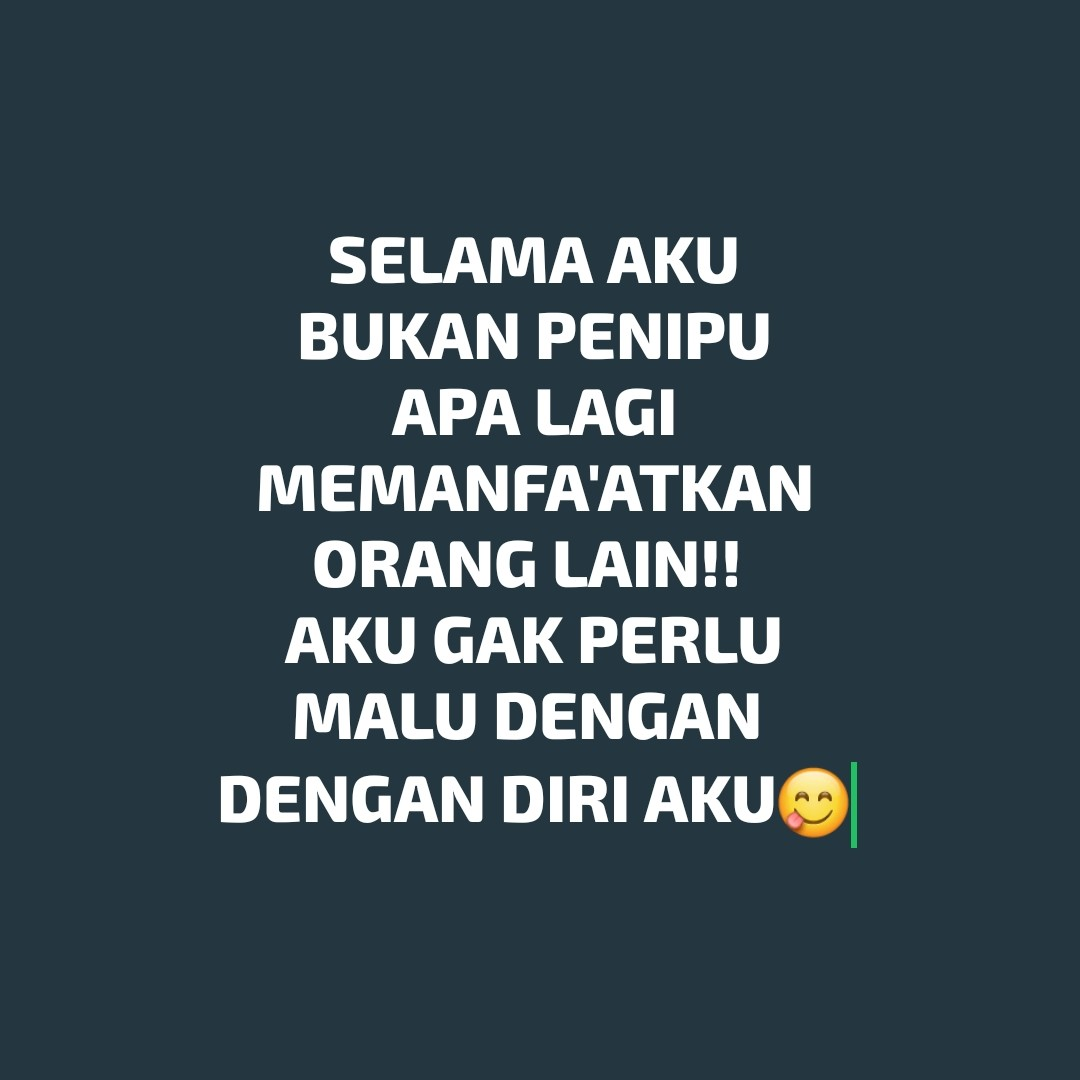 SELAMA AKU
BUKAN PENIPU
APA LAGI
MEMANFA'ATKAN
ORANG LAIN!!
AKU GAK PERLU
MALU DENGAN
DENGAN DIRI AKU😋